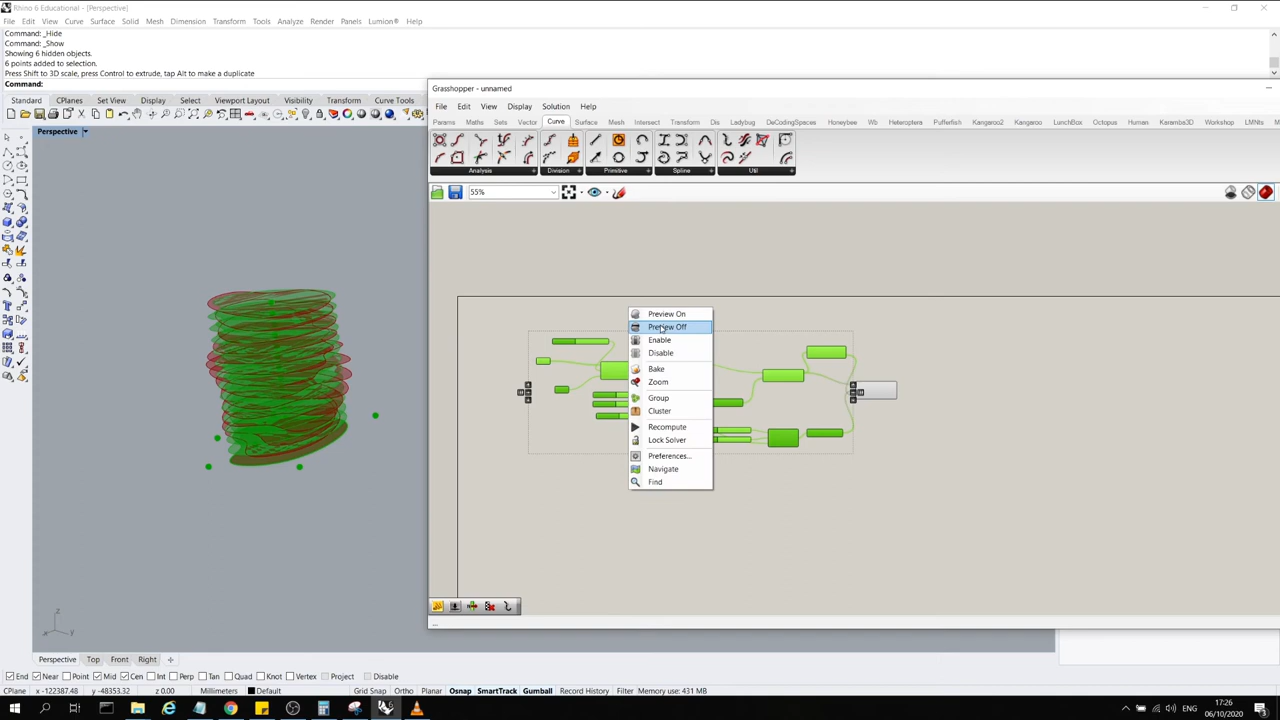 Rhino 6 Educational - [Perspective]
File Edit View Curve Surface Solid Mesh Dimension Transform Tools Analyze Render Panels Lumion® Help
Command: _Hide
Command: _Show
Showing 6 hidden objects.
6 points added to selection.
Press Shift to 3D scale, press Control to extrude, tap Alt to make a duplicate
Command:
Standard CPlanes Set View Display Select Viewport Layout Visibility Transform Curve Tools
Perspective
Grasshopper - unnamed
File Edit View Display Solution Help
Params Maths Sets Vector Curve Surface Mesh Intersect Transform Dis Ladybug DeCodingSpaces Honeybee Wb Heteroptera Pufferfish Kangaroo2 Kangaroo LunchBox Octopus Human Karamba3D Workshop LMNts
Analysis Division Primitive Spline Util
55%
Preview On
Preview Off
Enable
Disable
Bake
Zoom
Group
Cluster
Recompute
Lock Solver
Preferences...
Navigate
Find
...
z
x y
Perspective Top Front Right
End Near Point Mid Cen Int Perp Tan Quad Knot Vertex Project Disable
CPlane x -122387.48 y -48353.32 z 0.00 Millimeters Default Grid Snap Ortho Planar Osnap SmartTrack Gumball Record History Filter Memory use: 431 MB
ENG
17:26
06/10/2020
3